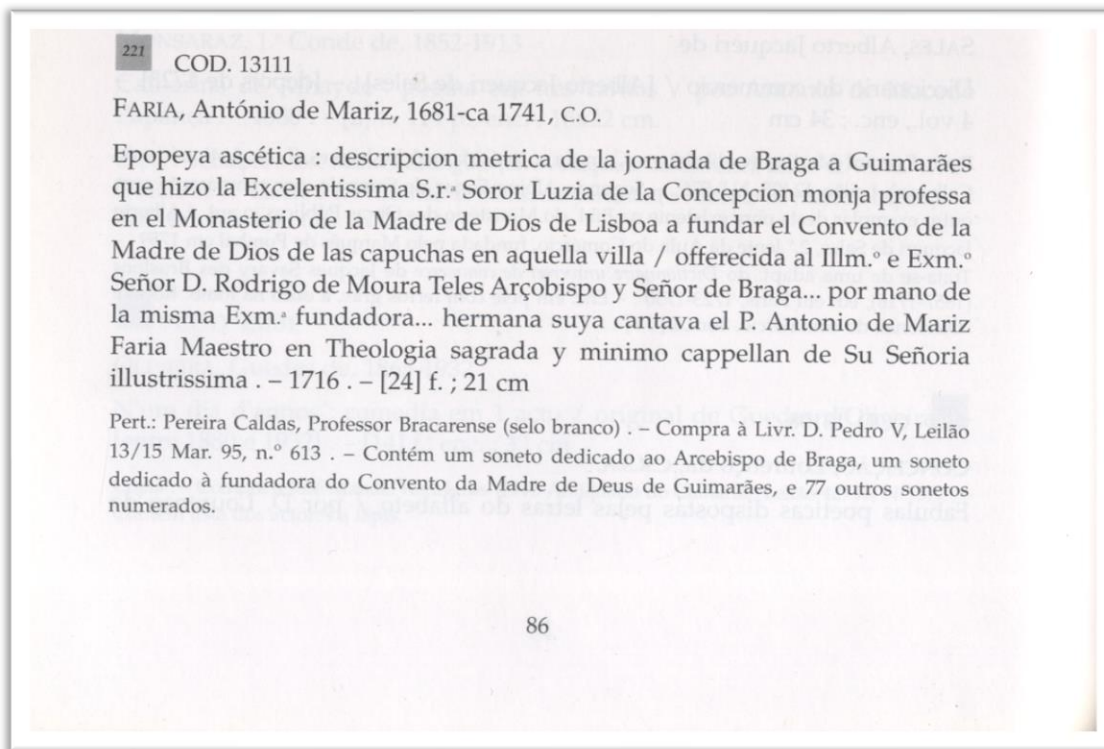 221
COD. 13111
FARIA, António de Mariz, 1681-ca 1741, C.O.
Epopeya ascética : descripcion metrica de la jornada de Braga a Guimarães
que hizo la Excelentissima S.rª Soror Luzia de la Concepcion monja professa
en el Monasterio de la Madre de Dios de Lisboa a fundar el Convento de la
Madre de Dios de las capuchas en aquella villa / offerecida al Illm.º e Exm.º
Señor D. Rodrigo de Moura Teles Arçobispo y Señor de Braga... por mano de
la misma Exm.ª fundadora... hermana suya cantava el P. Antonio de Mariz
Faria Maestro en Theologia sagrada y minimo cappellan de Su Señoria
illustrissima . – 1716 . – [24] f. ; 21 cm
Pert.: Pereira Caldas, Professor Bracarense (selo branco) . – Compra à Livr. D. Pedro V, Leilão
13/15 Mar. 95, n.º 613 . – Contém um soneto dedicado ao Arcebispo de Braga, um soneto
dedicado à fundadora do Convento da Madre de Deus de Guimarães, e 77 outros sonetos
numerados.
86